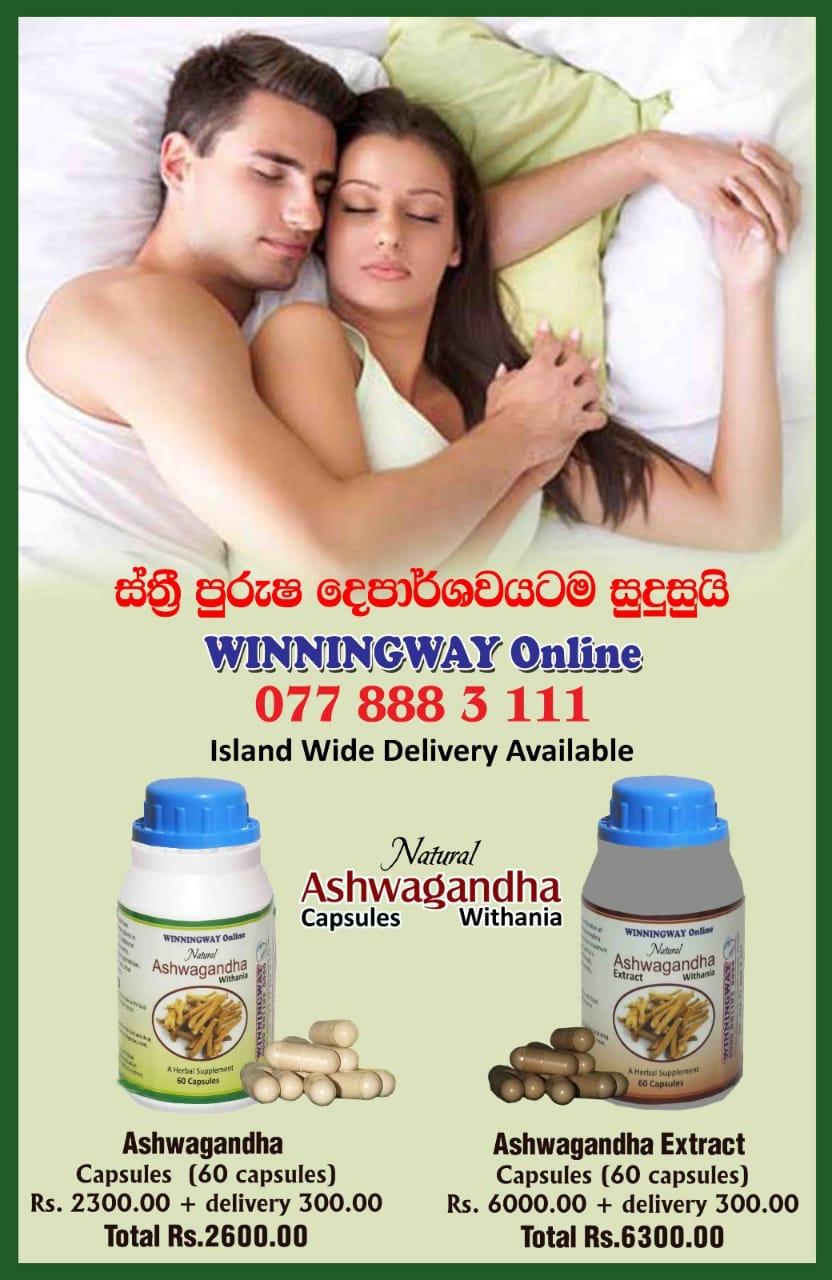 ස්ත්‍රී පුරුෂ දෙපාර්ශවයටම සුදුසුයි
WINNINGWAY Online
077 888 3 111
Island Wide Delivery Available
Natural
Ashwagandha
Capsules Withania
WINNINGWAY Online
Natural
Ashwagandha
Withania
WINNINGWAY
A Herbal Supplement
60 Capsules
WINNINGWAY Online
Natural
Ashwagandha
Extract Withania
WINNINGWAY
A Herbal Supplement
60 Capsules
Ashwagandha
Capsules (60 capsules)
Rs. 2300.00 + delivery 300.00
Total Rs.2600.00
Ashwagandha Extract
Capsules (60 capsules)
Rs. 6000.00 + delivery 300.00
Total Rs.6300.00